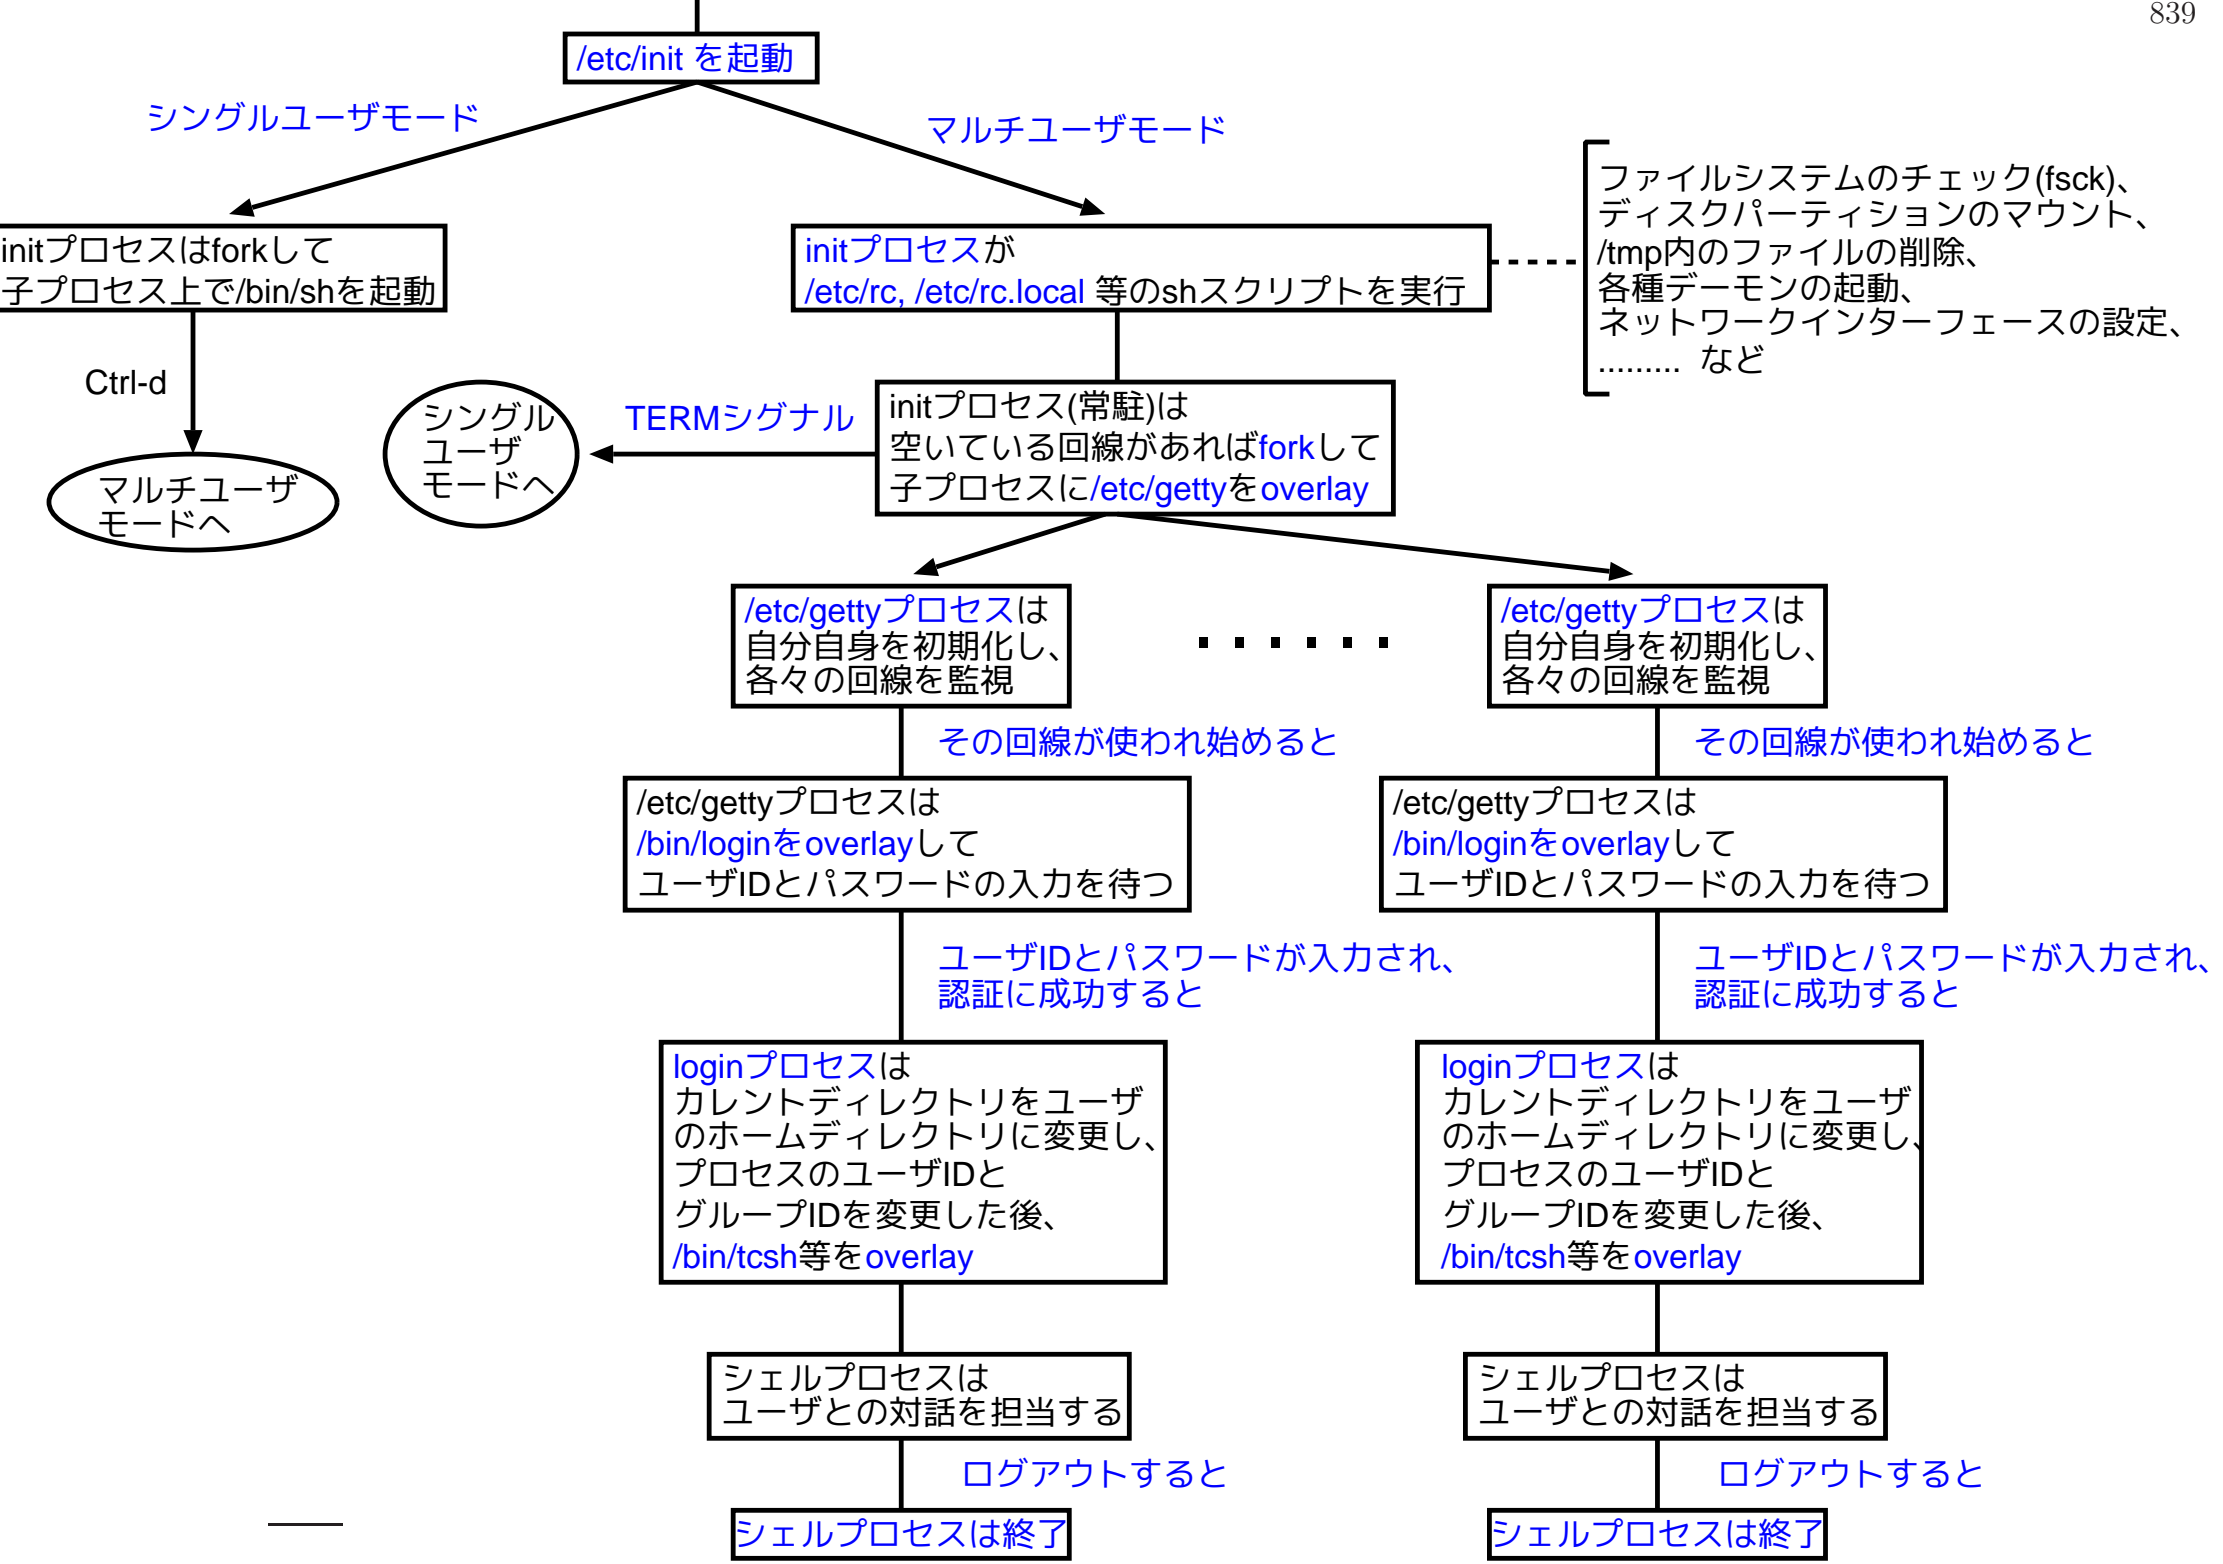 839
/etc/init を起動
シングルユーザモード
マルチユーザモード
initプロセスはforkして
子プロセス上で/bin/shを起動
initプロセスが
/etc/rc, /etc/rc.local 等のshスクリプトを実行
ファイルシステムのチェック(fsck)、
ディスクパーティションのマウント、
/tmp内のファイルの削除、
各種デーモンの起動、
ネットワークインターフェースの設定、
......... など
Ctrl-d
マルチユーザ
モードへ
シングル
ユーザ
モードへ
TERMシグナル
initプロセス(常駐)は
空いている回線があればforkして
子プロセスに/etc/gettyをoverlay
/etc/gettyプロセスは
自分自身を初期化し、
各々の回線を監視
......
/etc/gettyプロセスは
自分自身を初期化し、
各々の回線を監視
その回線が使われ始めると
その回線が使われ始めると
/etc/gettyプロセスは
/bin/loginをoverlayして
ユーザIDとパスワードの入力を待つ
/etc/gettyプロセスは
/bin/loginをoverlayして
ユーザIDとパスワードの入力を待つ
ユーザIDとパスワードが入力され、
認証に成功すると
ユーザIDとパスワードが入力され、
認証に成功すると
loginプロセスは
カレントディレクトリをユーザ
のホームディレクトリに変更し、
プロセスのユーザIDと
グループIDを変更した後、
/bin/tcsh等をoverlay
loginプロセスは
カレントディレクトリをユーザ
のホームディレクトリに変更し、
プロセスのユーザIDと
グループIDを変更した後、
/bin/tcsh等をoverlay
シェルプロセスは
ユーザとの対話を担当する
シェルプロセスは
ユーザとの対話を担当する
ログアウトすると
ログアウトすると
シェルプロセスは終了
シェルプロセスは終了